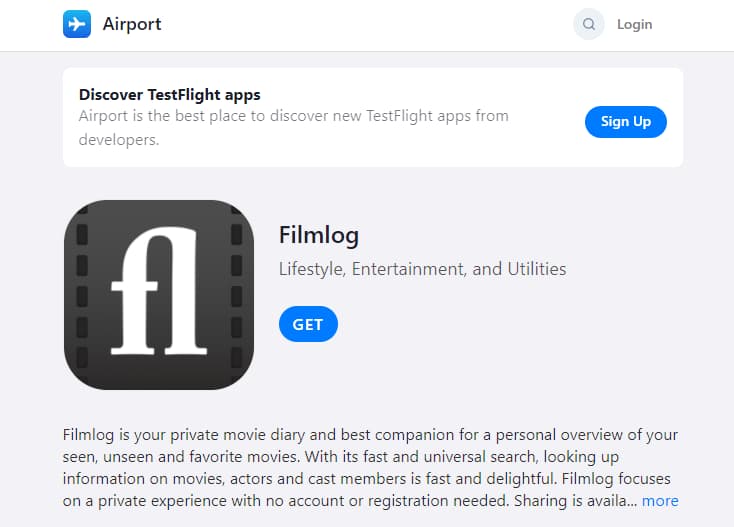 Airport
Login
Discover TestFlight apps
Airport is the best place to discover new TestFlight apps from
developers.
Sign Up
fl
Filmlog
Lifestyle, Entertainment, and Utilities
GET
Filmlog is your private movie diary and best companion for a personal overview of your
seen, unseen and favorite movies. With its fast and universal search, looking up
information on movies, actors and cast members is fast and delightful. Filmlog focuses
on a private experience with no account or registration needed. Sharing is availa... more